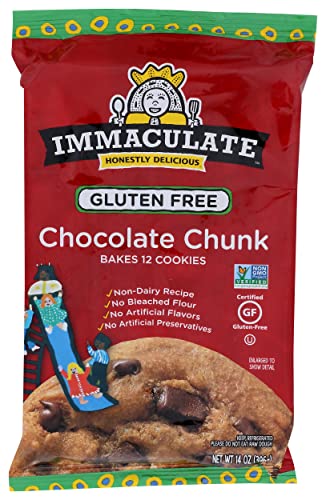 IMMACULATE
HONESTLY DELICIOUS
GLUTEN FREE
Chocolate Chunk
BAKES 12 COOKIES
✓Non-Dairy Recipe
✓No Bleached Flour
✓No Artificial Flavors
✓No Artificial Preservatives
NON
GMO
Project
VERIFIED
Certified
GF
Gluten-Free
U
ENLARGED TO
SHOW DETAIL
KEEP REFRIGERATED
PLEASE DO NOT EAT RAW DOUGH
NET WT 14 OZ (396g)